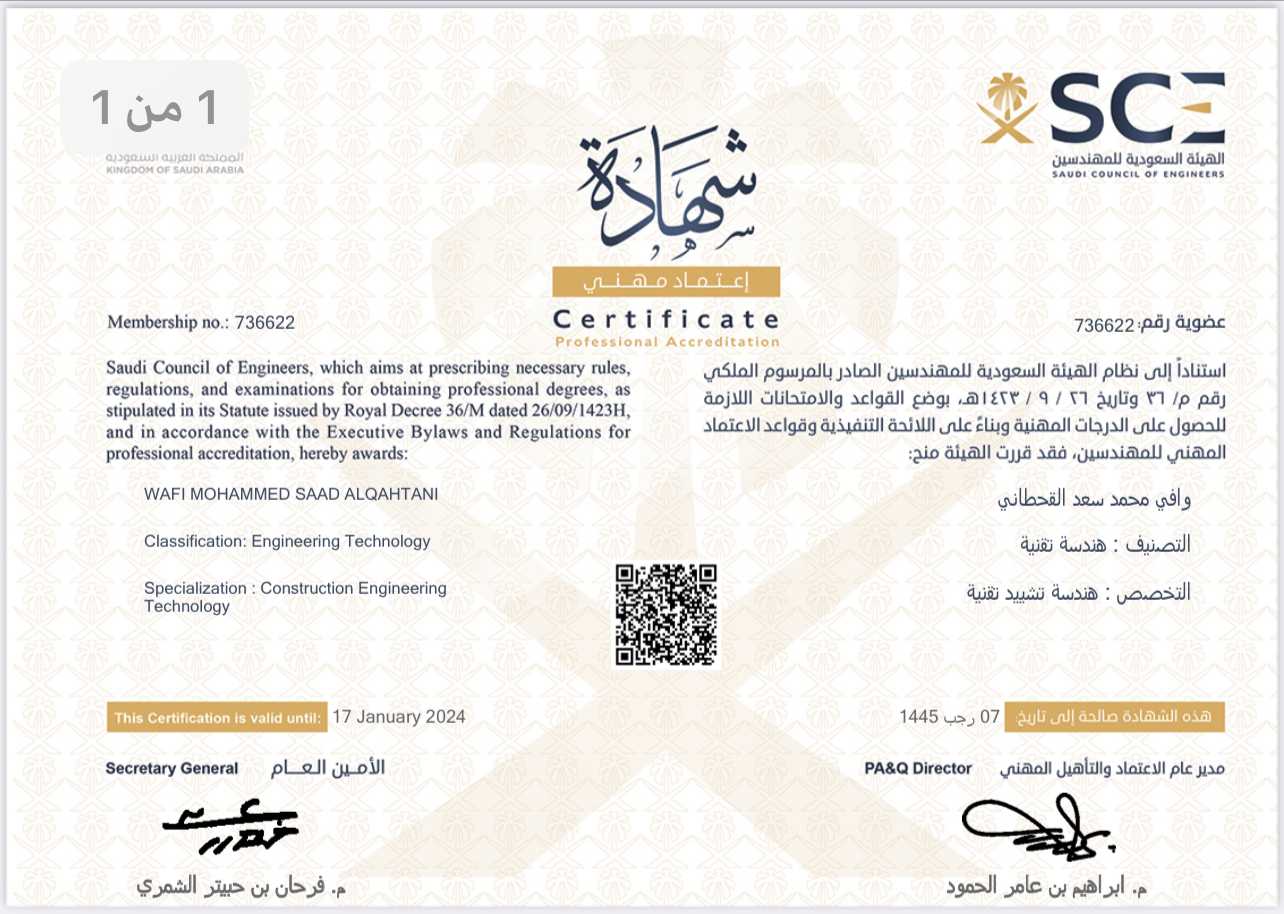 1 من 1
المملكة العربية السعودية
KINGDOM OF SAUDI ARABIA
SCE
الهيئة السعودية للمهندسين
SAUDI COUNCIL OF ENGINEERS
شهادة
إعـتـمـاد مـهـنـي
Certificate
Professional Accreditation
Membership no.: 736622
عضوية رقم: 736622
Saudi Council of Engineers, which aims at prescribing necessary rules,
regulations, and examinations for obtaining professional degrees, as
stipulated in its Statute issued by Royal Decree 36/M dated 26/09/1423H,
and in accordance with the Executive Bylaws and Regulations for
professional accreditation, hereby awards:
استناداً إلى نظام الهيئة السعودية للمهندسين الصادر بالمرسوم الملكي
رقم م/ ٣٦ وتاريخ ٢٦ / ٩ / ١٤٢٣هـ، بوضع القواعد والامتحانات اللازمة
للحصول على الدرجات المهنية وبناءً على اللائحة التنفيذية وقواعد الاعتماد
المهني للمهندسين، فقد قررت الهيئة منح:
WAFI MOHAMMED SAAD ALQAHTANI
وافي محمد سعد القحطاني
Classification: Engineering Technology
التصنيف : هندسة تقنية
Specialization : Construction Engineering
Technology
التخصص : هندسة تشييد تقنية
This Certification is valid until: 17 January 2024
هذه الشهادة صالحة إلى تاريخ: 07 رجب 1445
Secretary General الأمـين العـــام
PA&Q Director مدير عام الاعتماد والتأهيل المهني
م. فرحان بن حبيتر الشمري
م. ابراهيم بن عامر الحمود